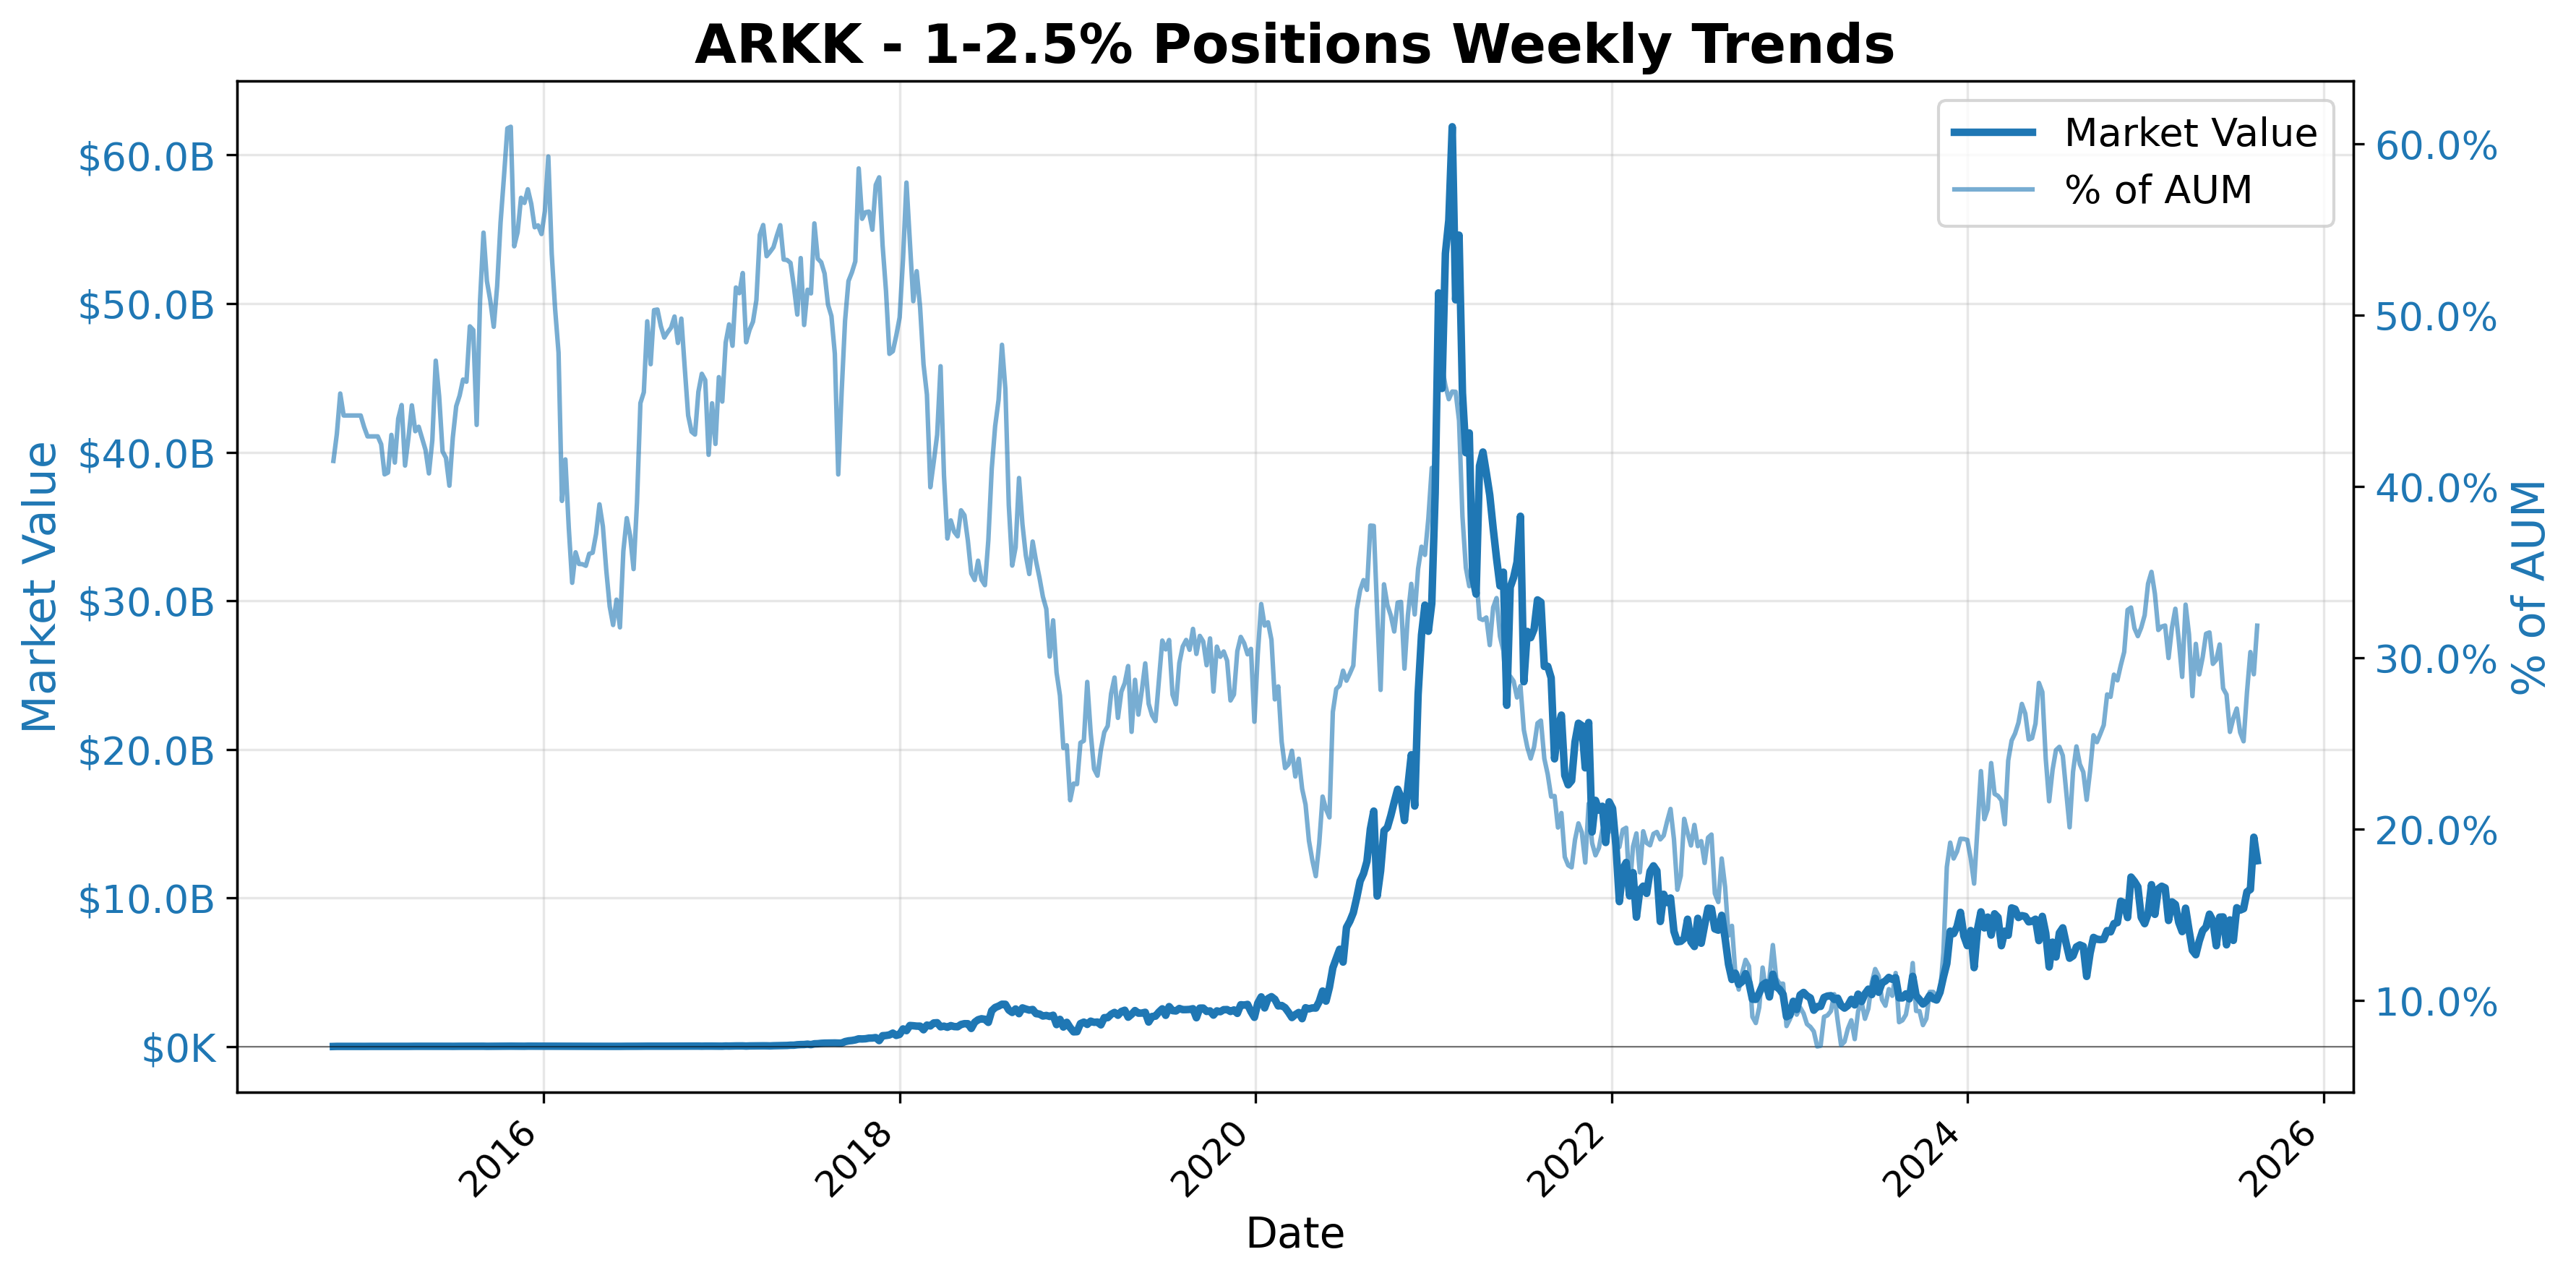 ARKK - 1-2.5% Positions Weekly Trends
Market Value
% of AUM
$60.0B
$50.0B
$40.0B
$30.0B
$20.0B
$10.0B
$0K
Market Value
60.0%
50.0%
40.0%
30.0%
20.0%
10.0%
% of AUM
2016
2018
2020
2022
2024
2026
Date